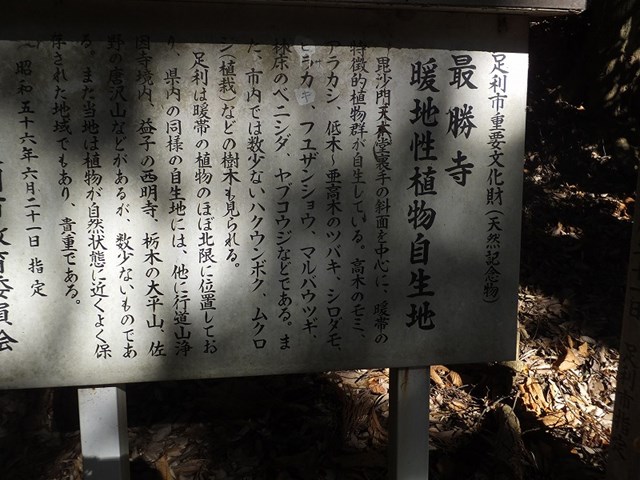 足利市重要文化財(天然記念物)
最勝寺
暖地性植物自生地
毘沙門天本堂裏手の斜面を中心に、暖帯の
特徴的植物群が自生している。高木のモミ、
アラカシ、低木～亜高木のツバキ、シロダモ、
ヒサカキ、フユザンショウ、マルバウツギ、
林床のベニシダ、ヤブコウジなどである。ま
た、市内では数少ないハクウンボク、ムクロ
ジ(植栽)などの樹木も見られる。
足利は暖帯の植物のほぼ北限に位置してお
り、県内の同様の自生地には、他に行道山浄
因寺境内、益子の西明寺、栃木の大平山、佐
野の唐沢山などがあるが、数少ないものであ
る。また当地は植物が自然状態に近くよく保
存された地域でもあり、貴重である。
昭和五十六年六月二十一日 指定
市教育委員会